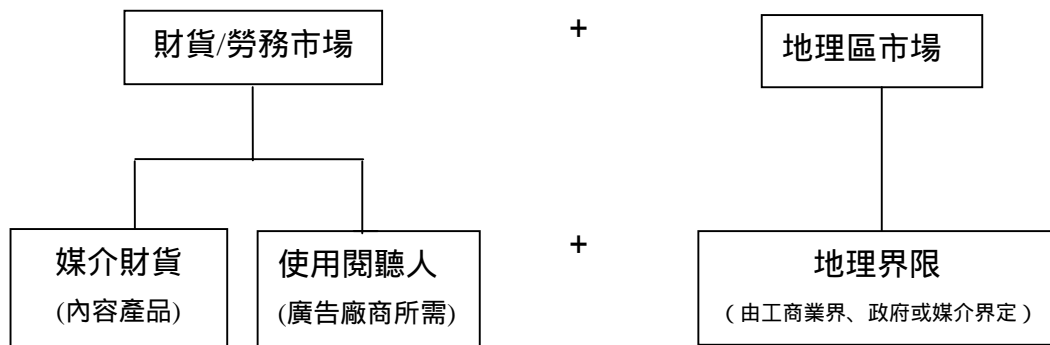 財貨/勞務市場
+
地理區市場
媒介財貨
(內容產品)
使用閱聽人
(廣告廠商所需)
+
地理界限
（由工商業界、政府或媒介界定）